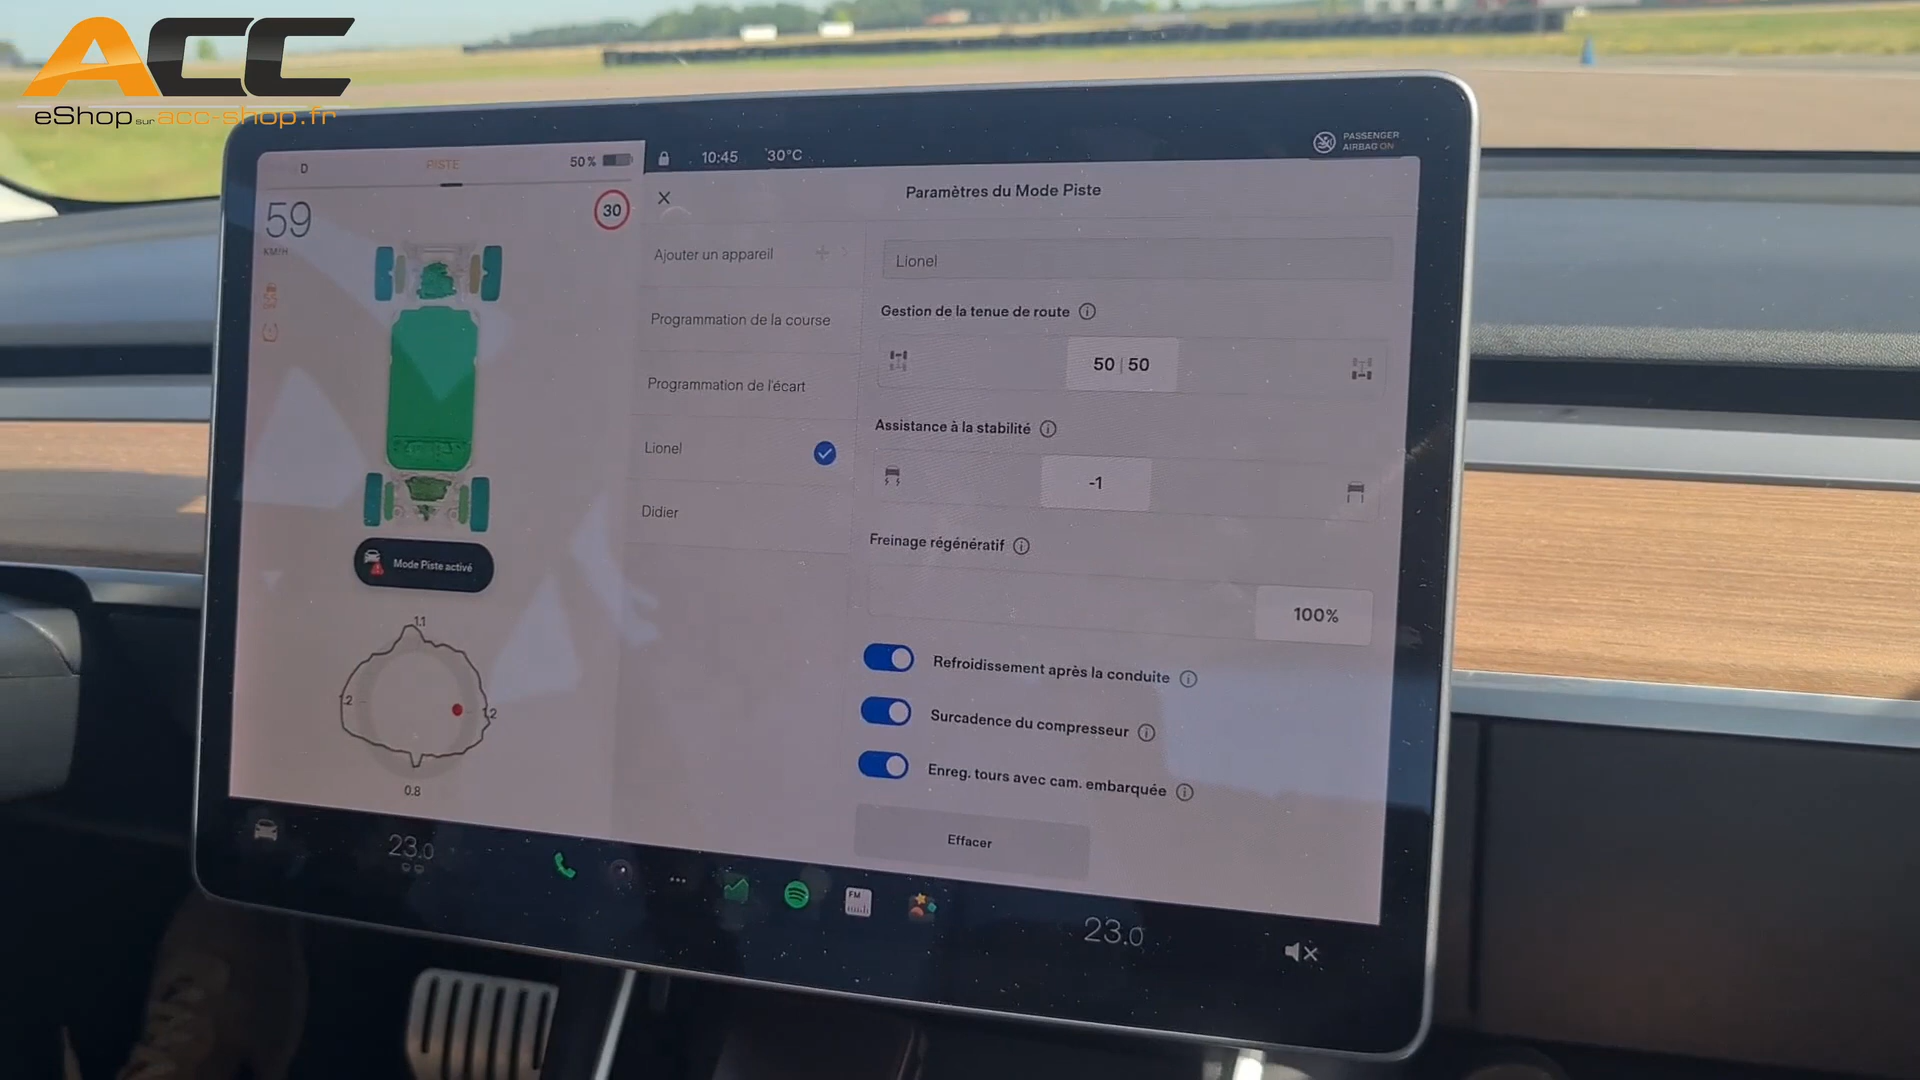 ACC
eShop sur acc-shop.fr
D
PISTE
50 %
10:45
30°C
PASSENGER
AIRBAG ON
59
KM/H
30
Paramètres du Mode Piste
Ajouter un appareil
Programmation de la course
Programmation de l'écart
Lionel
Didier
Lionel
Gestion de la tenue de route
50 | 50
Assistance à la stabilité
-1
Freinage régénératif
100%
Refroidissement après la conduite
Surcadence du compresseur
Enreg. tours avec cam. embarquée
Effacer
Mode Piste activé
1.1
1.2
0.8
23.0
FM
23.0